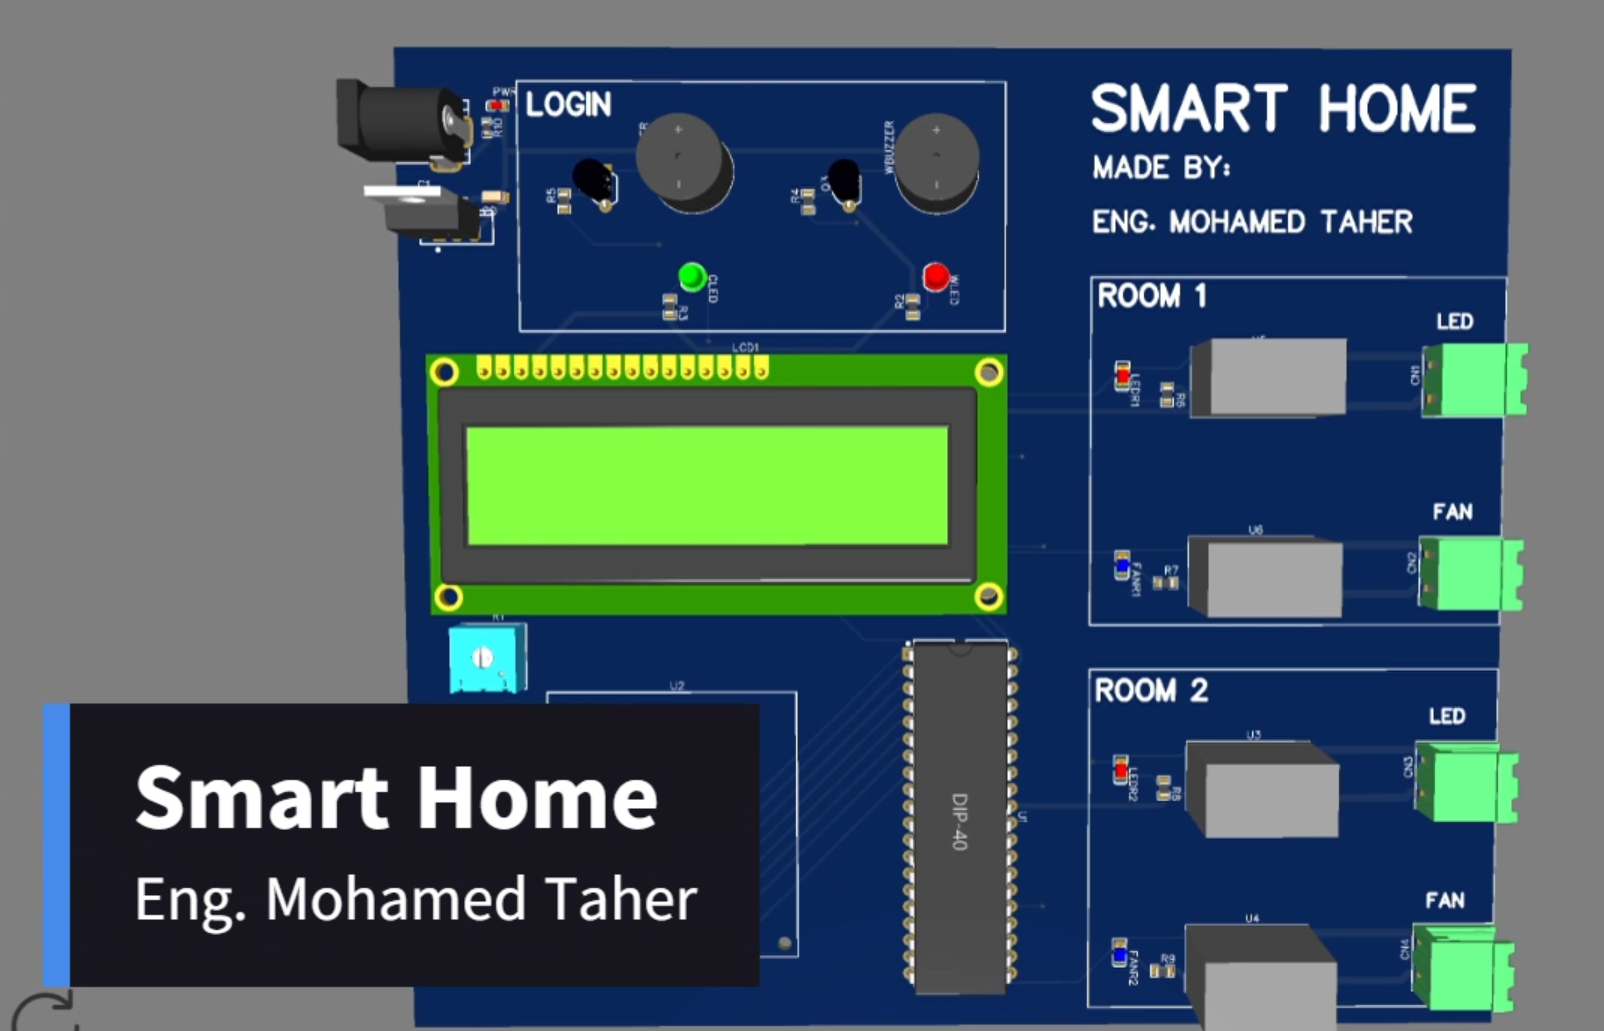 PWR
R10
LOGIN
WBUZZER
C1
R5
R4
Q3
CLED
WLED
R3
R2
SMART HOME
MADE BY:
ENG. MOHAMED TAHER
LCD1
ROOM 1
LED
LEDR1
R6
CN1
FAN
U6
FANR1
R7
CN2
R1
U2
DIP-40
U1
ROOM 2
LED
U3
LEDR2
R8
CN3
FAN
U4
FANR2
R9
CN4
Smart Home
Eng. Mohamed Taher